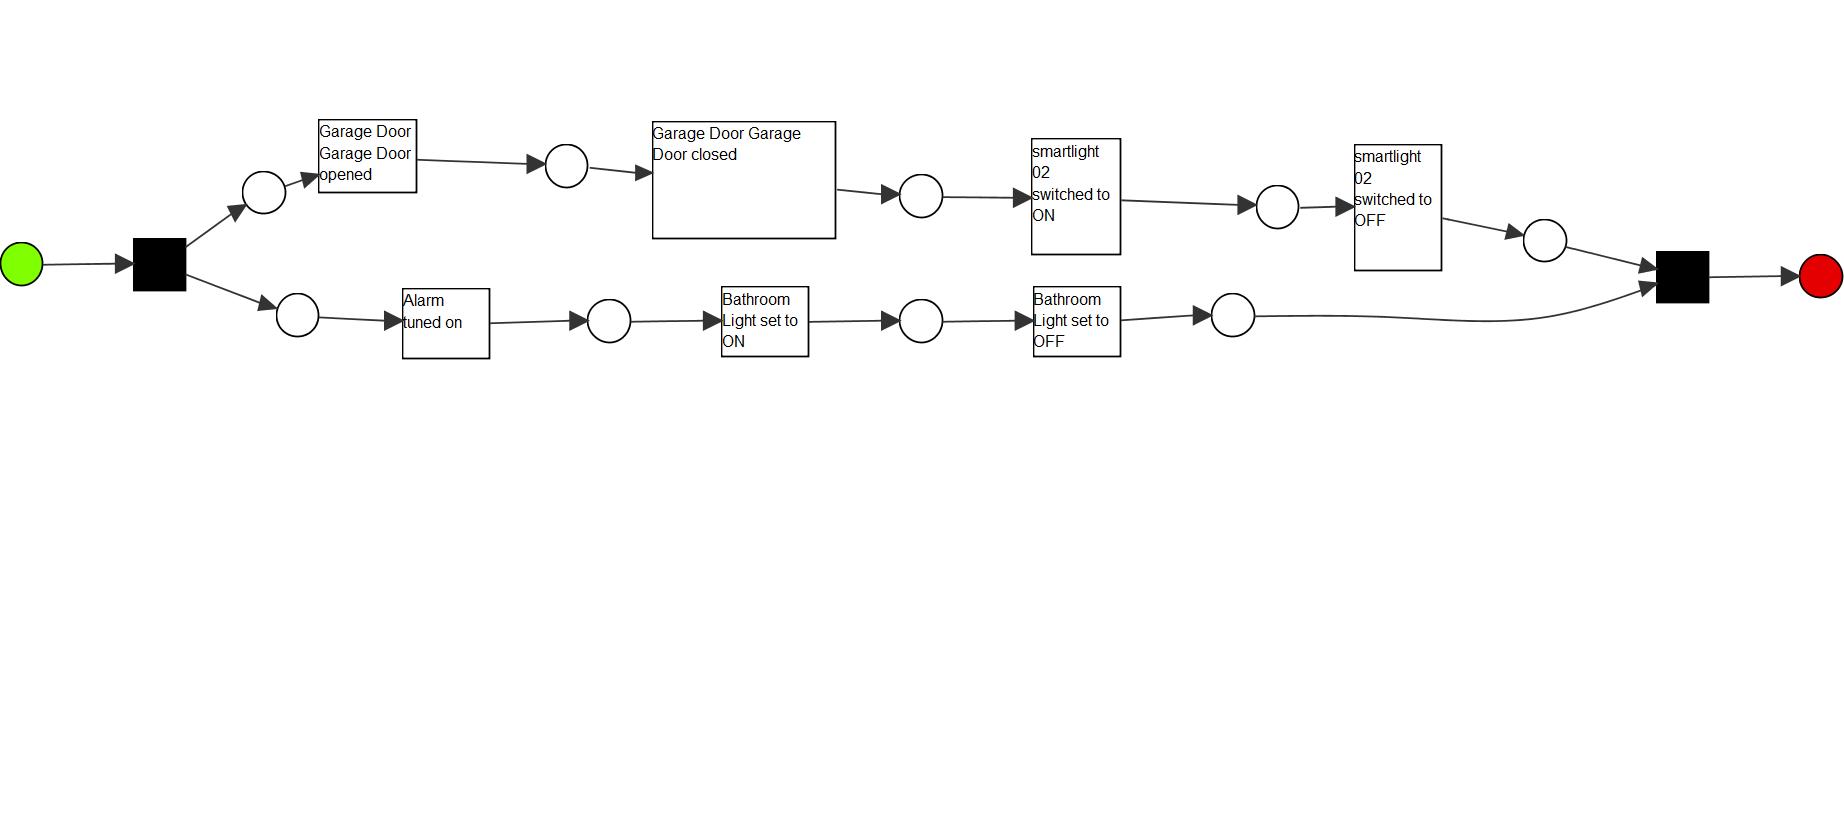 Garage Door
Garage Door
opened
Garage Door Garage
Door closed
smartlight
02
switched to
ON
smartlight
02
switched to
OFF
Alarm
tuned on
Bathroom
Light set to
ON
Bathroom
Light set to
OFF